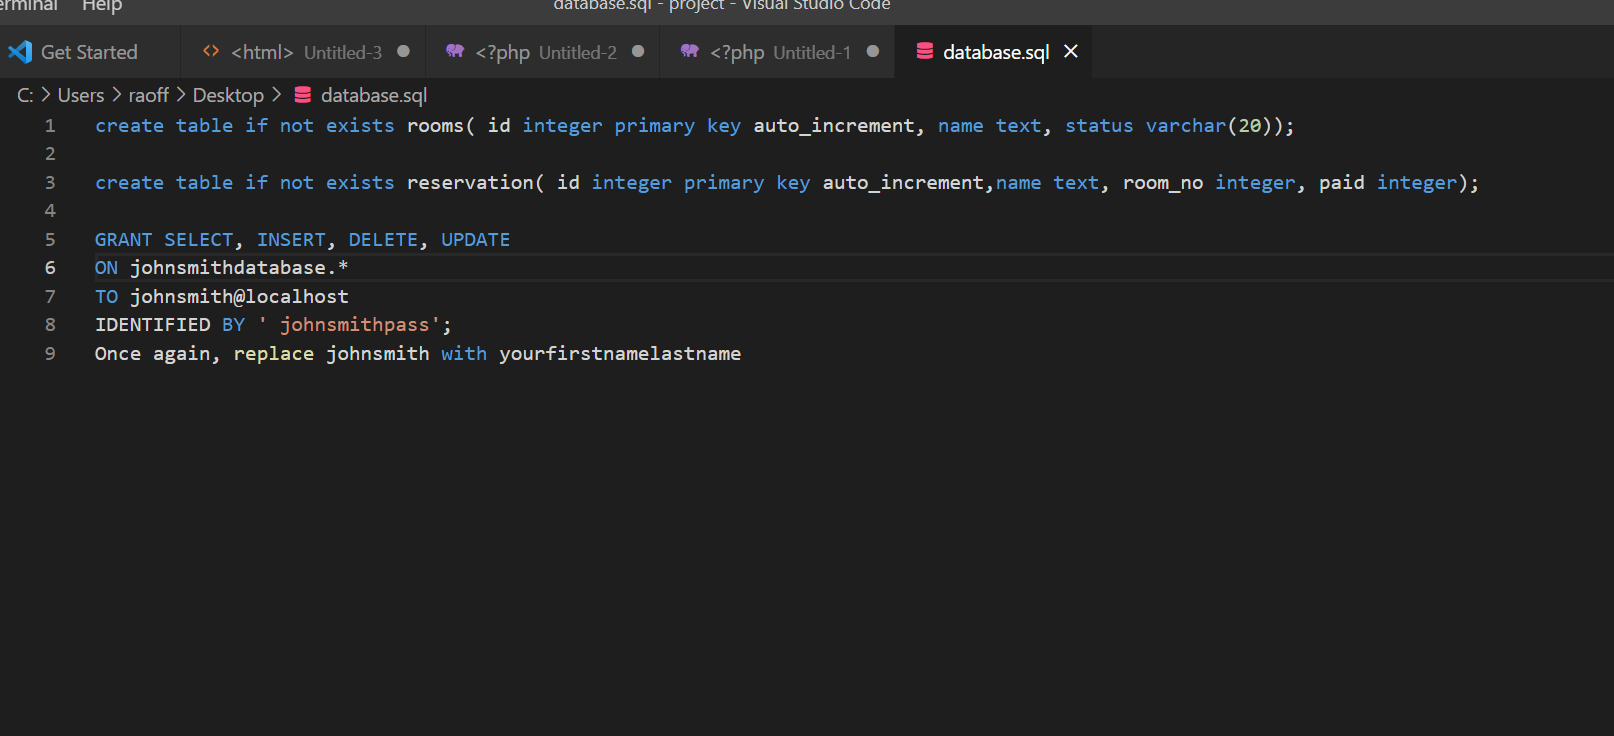 Terminal Help database.sql - project - Visual Studio Code
Get Started <html> Untitled-3 <?php Untitled-2 <?php Untitled-1 database.sql
C: > Users > raoff > Desktop > database.sql
1 create table if not exists rooms( id integer primary key auto_increment, name text, status varchar(20));
2
3 create table if not exists reservation( id integer primary key auto_increment,name text, room_no integer, paid integer);
4
5 GRANT SELECT, INSERT, DELETE, UPDATE
6 ON johnsmithdatabase.*
7 TO johnsmith@localhost
8 IDENTIFIED BY ' johnsmithpass';
9 Once again, replace johnsmith with yourfirstnamelastname